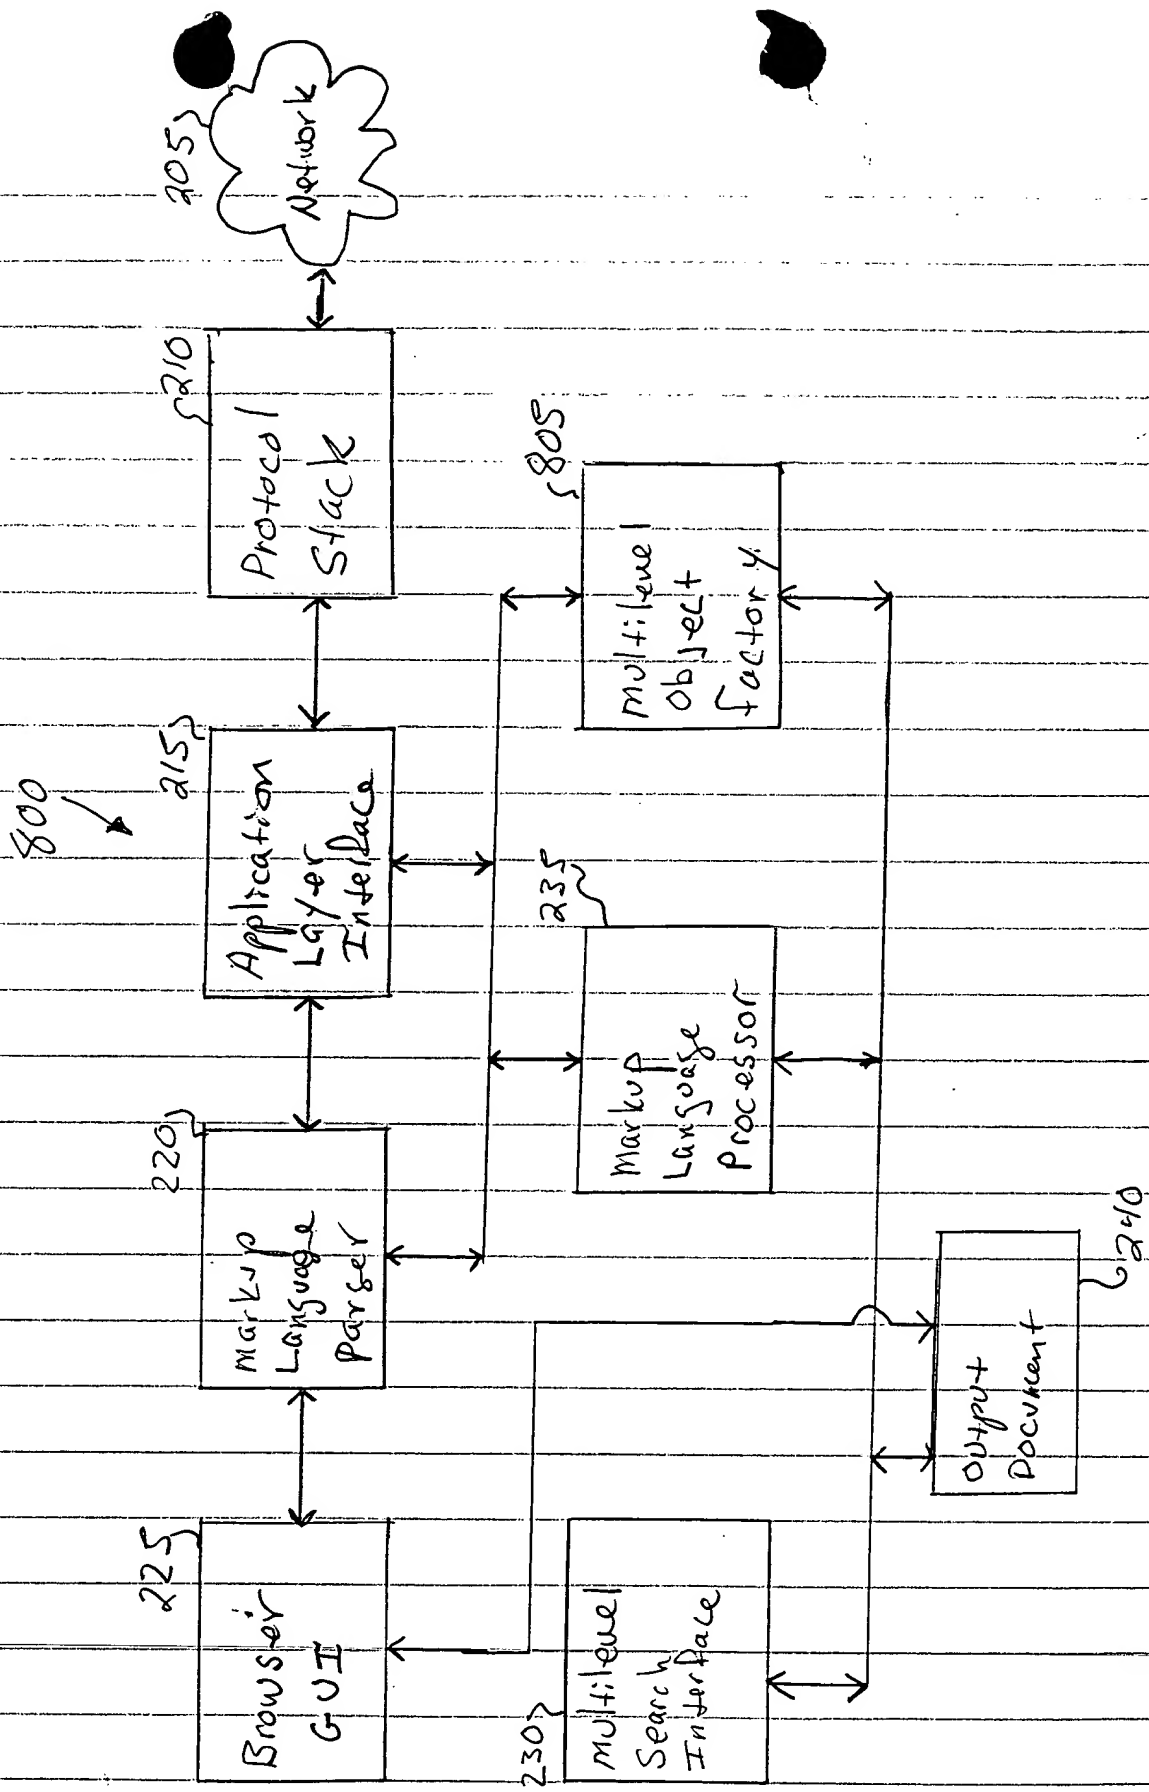 800
225
Browser
GUI
220
Markup
Language
Parser
215
Application
Layer
Interface
210
Protocol
Stack
205
Network
230
Multilevel
Search
Interface
235
Markup
Language
Processor
805
Multilevel
Object
factory
Output
Document
240